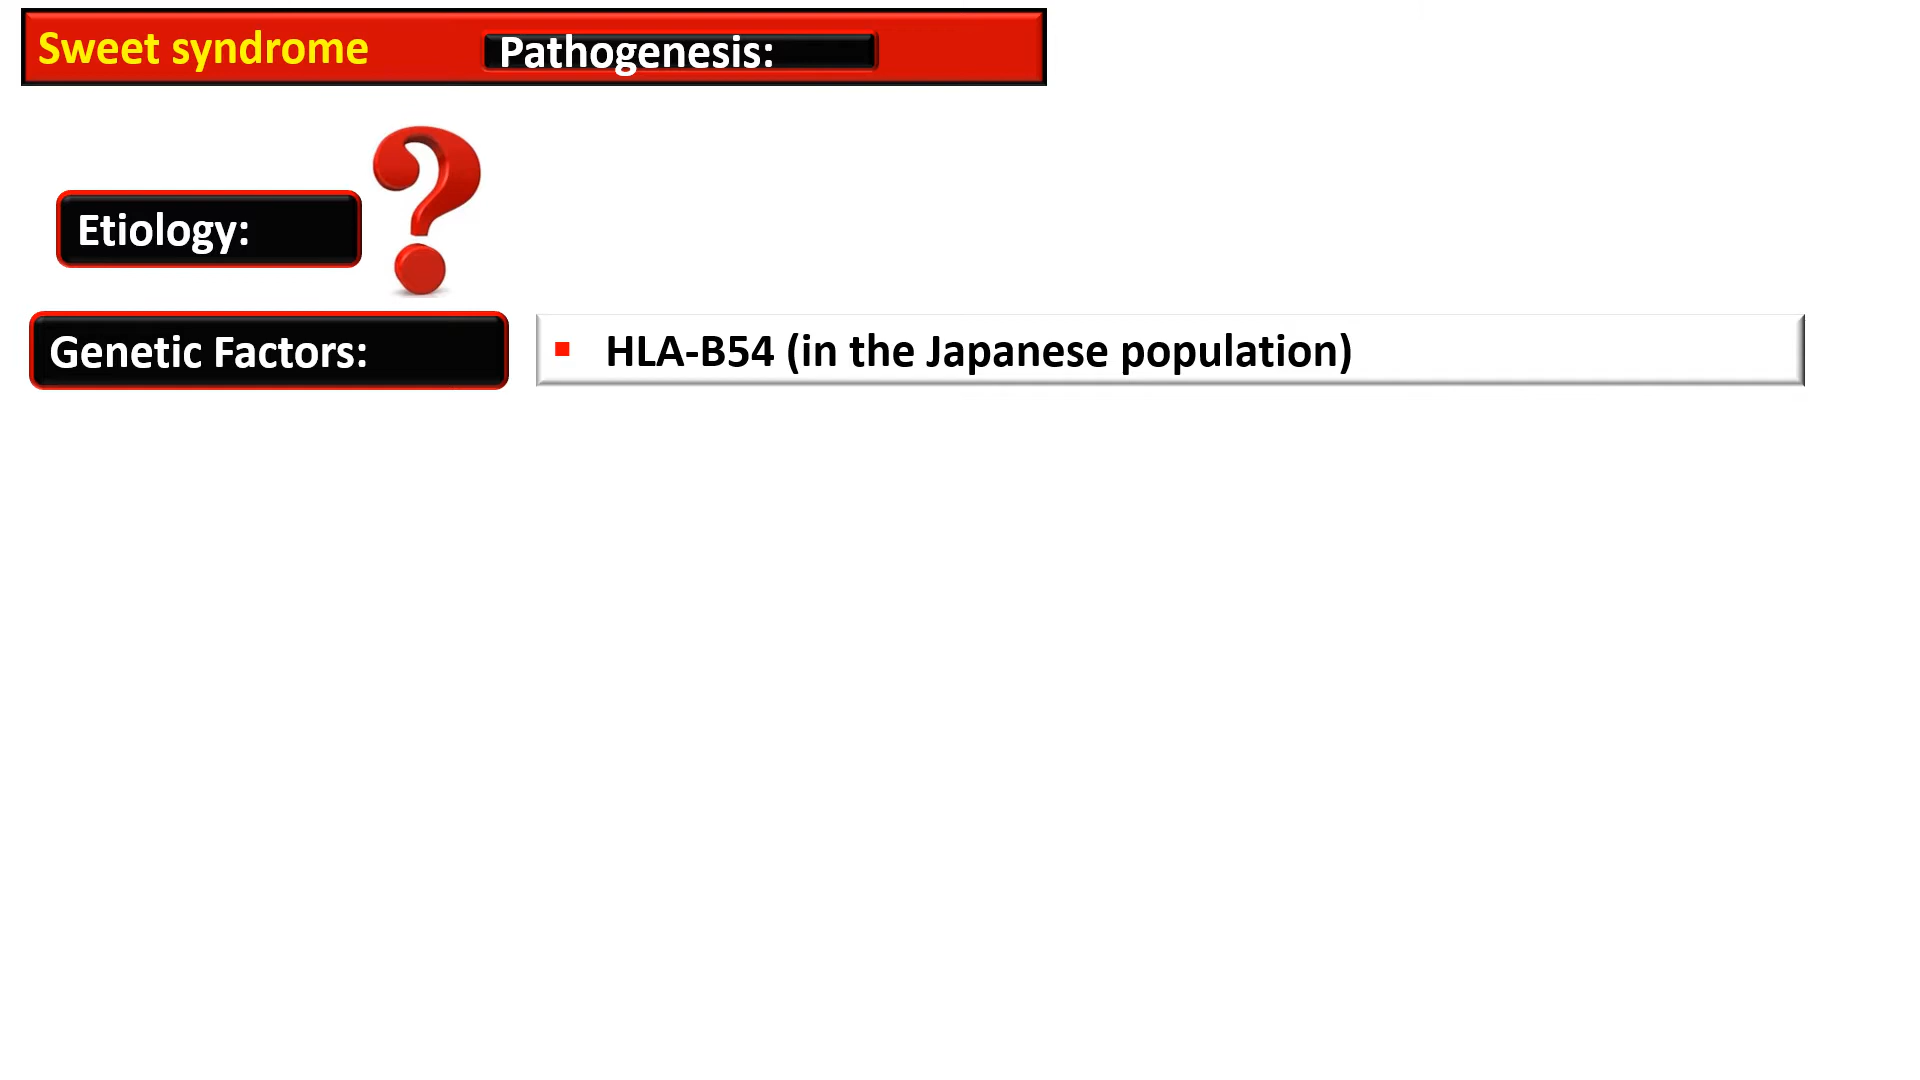 Sweet syndrome Pathogenesis:
Etiology:
Genetic Factors:
HLA-B54 (in the Japanese population)